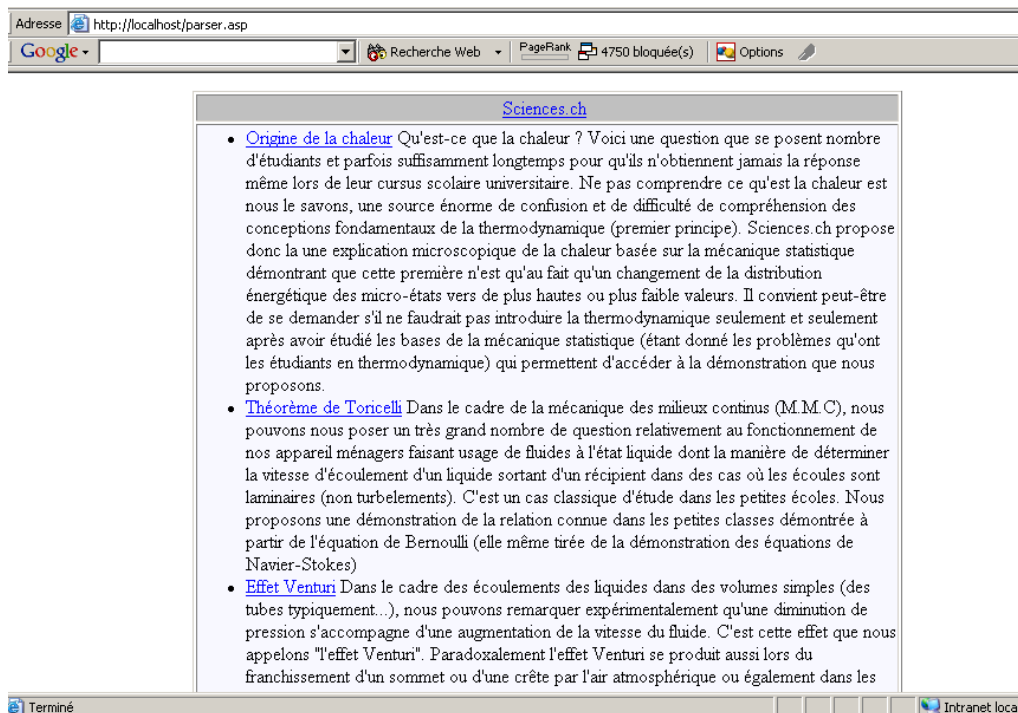 Adresse http://localhost/parser.asp
Google Recherche Web PageRank 4750 bloquée(s) Options
Sciences.ch
Origine de la chaleur Qu'est-ce que la chaleur ? Voici une question que se posent nombre
d'étudiants et parfois suffisamment longtemps pour qu'ils n'obtiennent jamais la réponse
même lors de leur cursus scolaire universitaire. Ne pas comprendre ce qu'est la chaleur est
nous le savons, une source énorme de confusion et de difficulté de compréhension des
conceptions fondamentaux de la thermodynamique (premier principe). Sciences.ch propose
donc la une explication microscopique de la chaleur basée sur la mécanique statistique
démontrant que cette première n'est qu'au fait qu'un changement de la distribution
énergétique des micro-états vers de plus hautes ou plus faible valeurs. Il convient peut-être
de se demander s'il ne faudrait pas introduire la thermodynamique seulement et seulement
après avoir étudié les bases de la mécanique statistique (étant donné les problèmes qu'ont
les étudiants en thermodynamique) qui permettent d'accéder à la démonstration que nous
proposons.
Théorème de Toricelli Dans le cadre de la mécanique des milieux continus (M.M.C), nous
pouvons nous poser un très grand nombre de question relativement au fonctionnement de
nos appareil ménagers faisant usage de fluides à l'état liquide dont la manière de déterminer
la vitesse d'écoulement d'un liquide sortant d'un récipient dans des cas où les écoules sont
laminaires (non turbelements). C'est un cas classique d'étude dans les petites écoles. Nous
proposons une démonstration de la relation connue dans les petites classes démontrée à
partir de l'équation de Bernoulli (elle même tirée de la démonstration des équations de
Navier-Stokes)
Effet Venturi Dans le cadre des écoulements des liquides dans des volumes simples (des
tubes typiquement...), nous pouvons remarquer expérimentalement qu'une diminution de
pression s'accompagne d'une augmentation de la vitesse du fluide. C'est cette effet que nous
appelons "l'effet Venturi". Paradoxalement l'effet Venturi se produit aussi lors du
franchissement d'un sommet ou d'une crête par l'air atmosphérique ou également dans les
Terminé Intranet loca